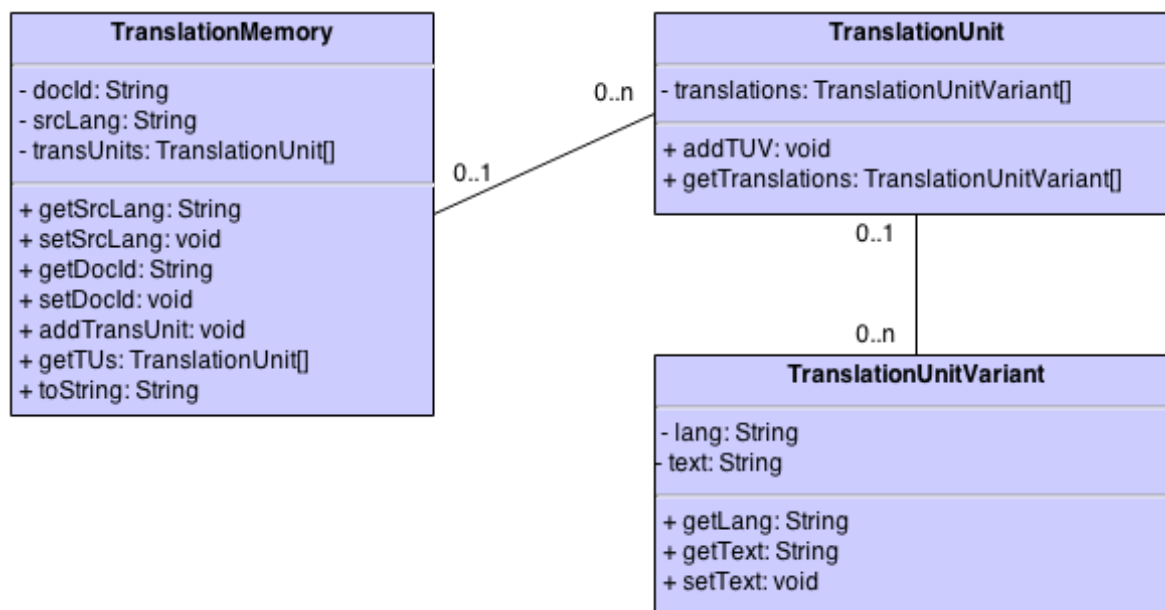 TranslationMemory
- docId: String
- srcLang: String
- transUnits: TranslationUnit[]
+ getSrcLang: String
+ setSrcLang: void
+ getDocId: String
+ setDocId: void
+ addTransUnit: void
+ getTUs: TranslationUnit[]
+ toString: String
0..1
0..n
TranslationUnit
- translations: TranslationUnitVariant[]
+ addTUV: void
+ getTranslations: TranslationUnitVariant[]
0..1
0..n
TranslationUnitVariant
- lang: String
- text: String
+ getLang: String
+ getText: String
+ setText: void